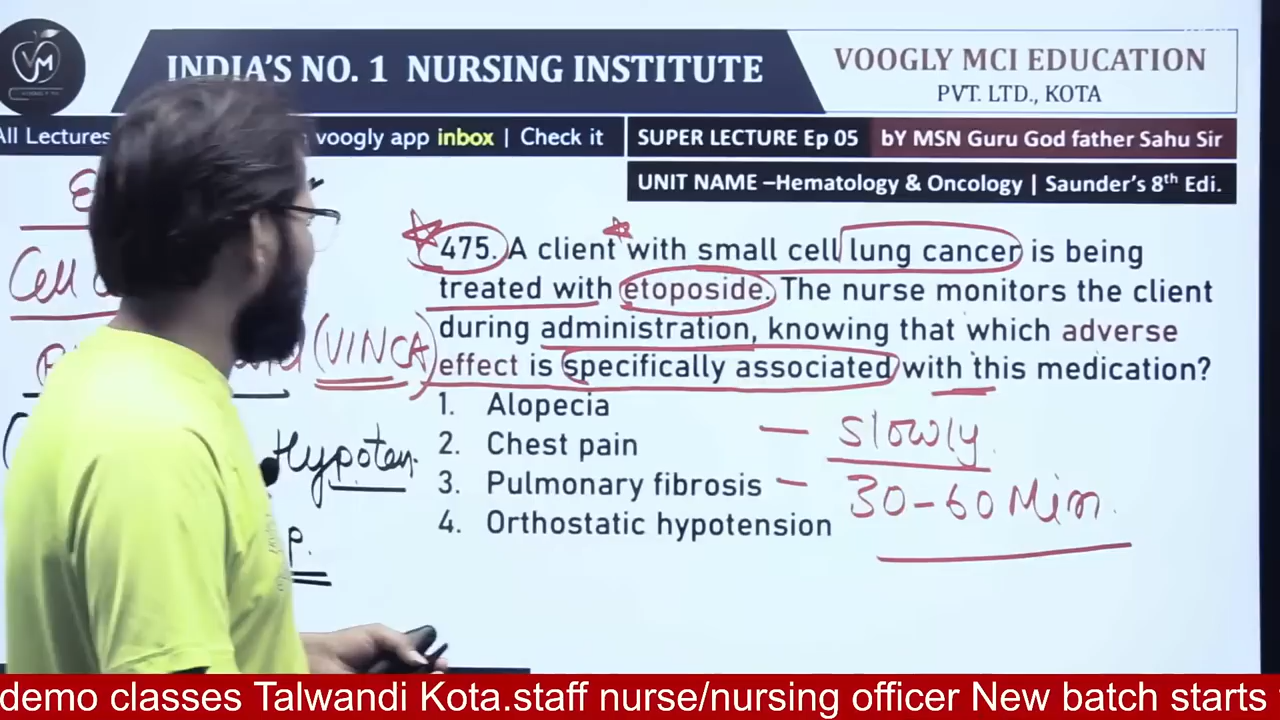 INDIA'S NO. 1 NURSING INSTITUTE
VOOGLY MCI EDUCATION
PVT. LTD., KOTA
VM
All Lectures
voogly app inbox | Check it
SUPER LECTURE Ep 05 bY MSN Guru God father Sahu Sir
UNIT NAME –Hematology & Oncology | Saunder's 8th Edi.
475. A client with small cell lung cancer is being
treated with etoposide. The nurse monitors the client
during administration, knowing that which adverse
effect is specifically associated with this medication?
1. Alopecia
2. Chest pain
3. Pulmonary fibrosis
4. Orthostatic hypotension
slowly
30-60 Min.
Cell
(VINCA)
Hypoten.
P.
demo classes Talwandi Kota.staff nurse/nursing officer New batch starts